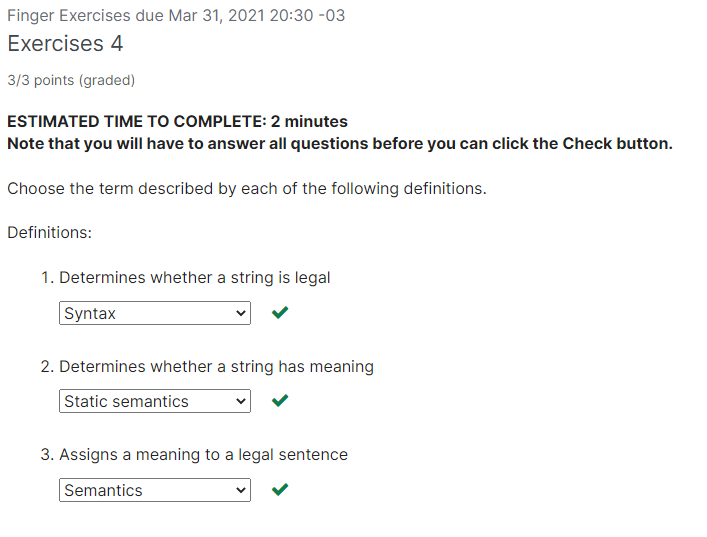 Finger Exercises due Mar 31, 2021 20:30 -03
Exercises 4
3/3 points (graded)
ESTIMATED TIME TO COMPLETE: 2 minutes
Note that you will have to answer all questions before you can click the Check button.
Choose the term described by each of the following definitions.
Definitions:
1. Determines whether a string is legal
Syntax
2. Determines whether a string has meaning
Static semantics
3. Assigns a meaning to a legal sentence
Semantics